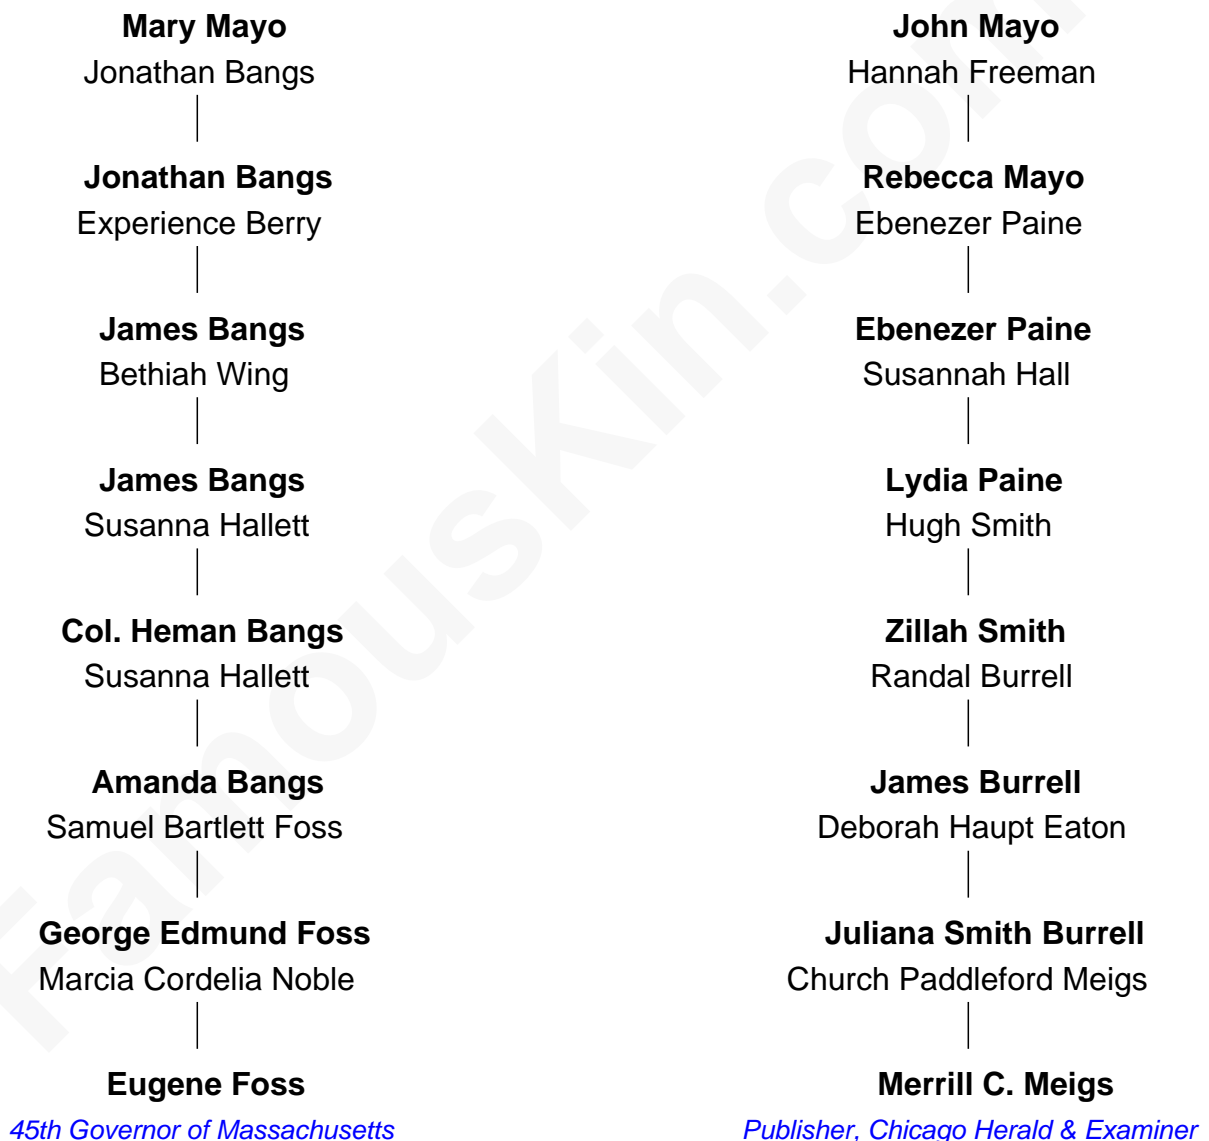 Mary Mayo
Jonathan Bangs
Jonathan Bangs
Experience Berry
James Bangs
Bethiah Wing
James Bangs
Susanna Hallett
Col. Heman Bangs
Susanna Hallett
Amanda Bangs
Samuel Bartlett Foss
George Edmund Foss
Marcia Cordelia Noble
Eugene Foss
45th Governor of Massachusetts
John Mayo
Hannah Freeman
Rebecca Mayo
Ebenezer Paine
Ebenezer Paine
Susannah Hall
Lydia Paine
Hugh Smith
Zillah Smith
Randal Burrell
James Burrell
Deborah Haupt Eaton
Juliana Smith Burrell
Church Paddleford Meigs
Merrill C. Meigs
Publisher, Chicago Herald & Examiner
FamousKin.com